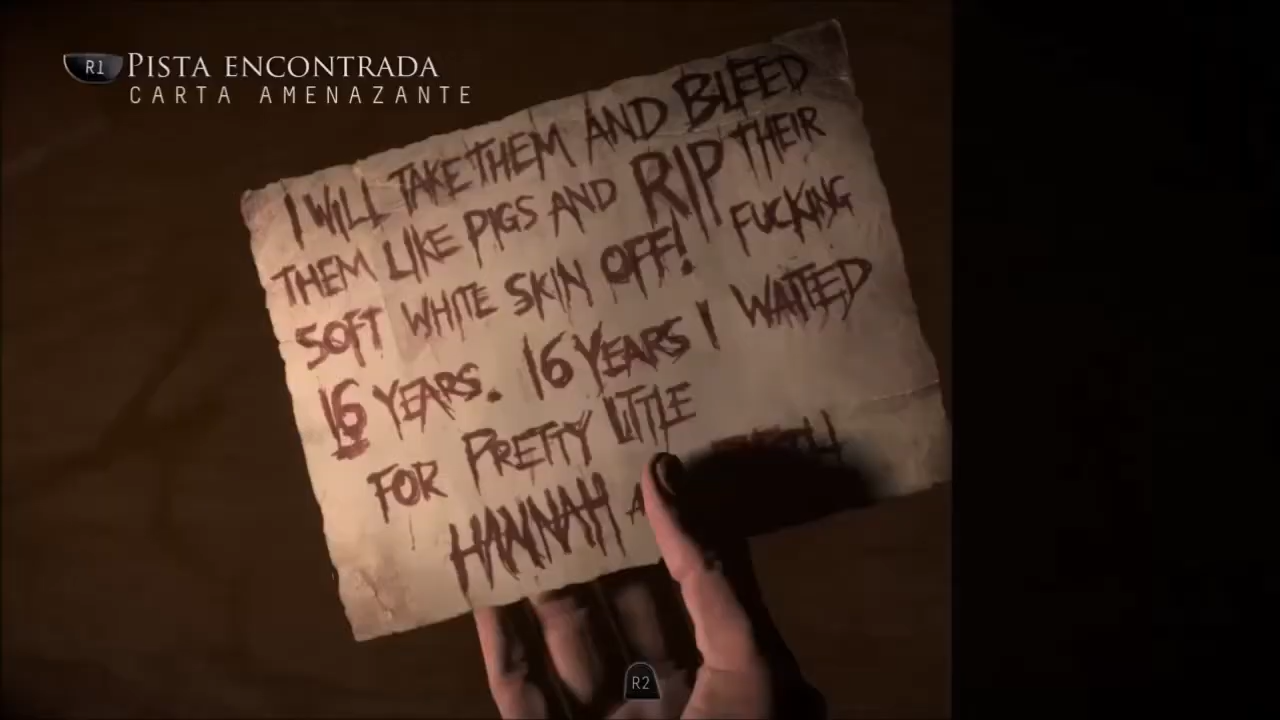 R1 PISTA ENCONTRADA
CARTA AMENAZANTE
I WILL TAKE THEM AND BLEED
THEM LIKE PIGS AND RIP THEIR
SOFT WHITE SKIN OFF! FUCKING
16 YEARS. 16 YEARS I WAITED
FOR PRETTY LITTLE
HANNAH
R2